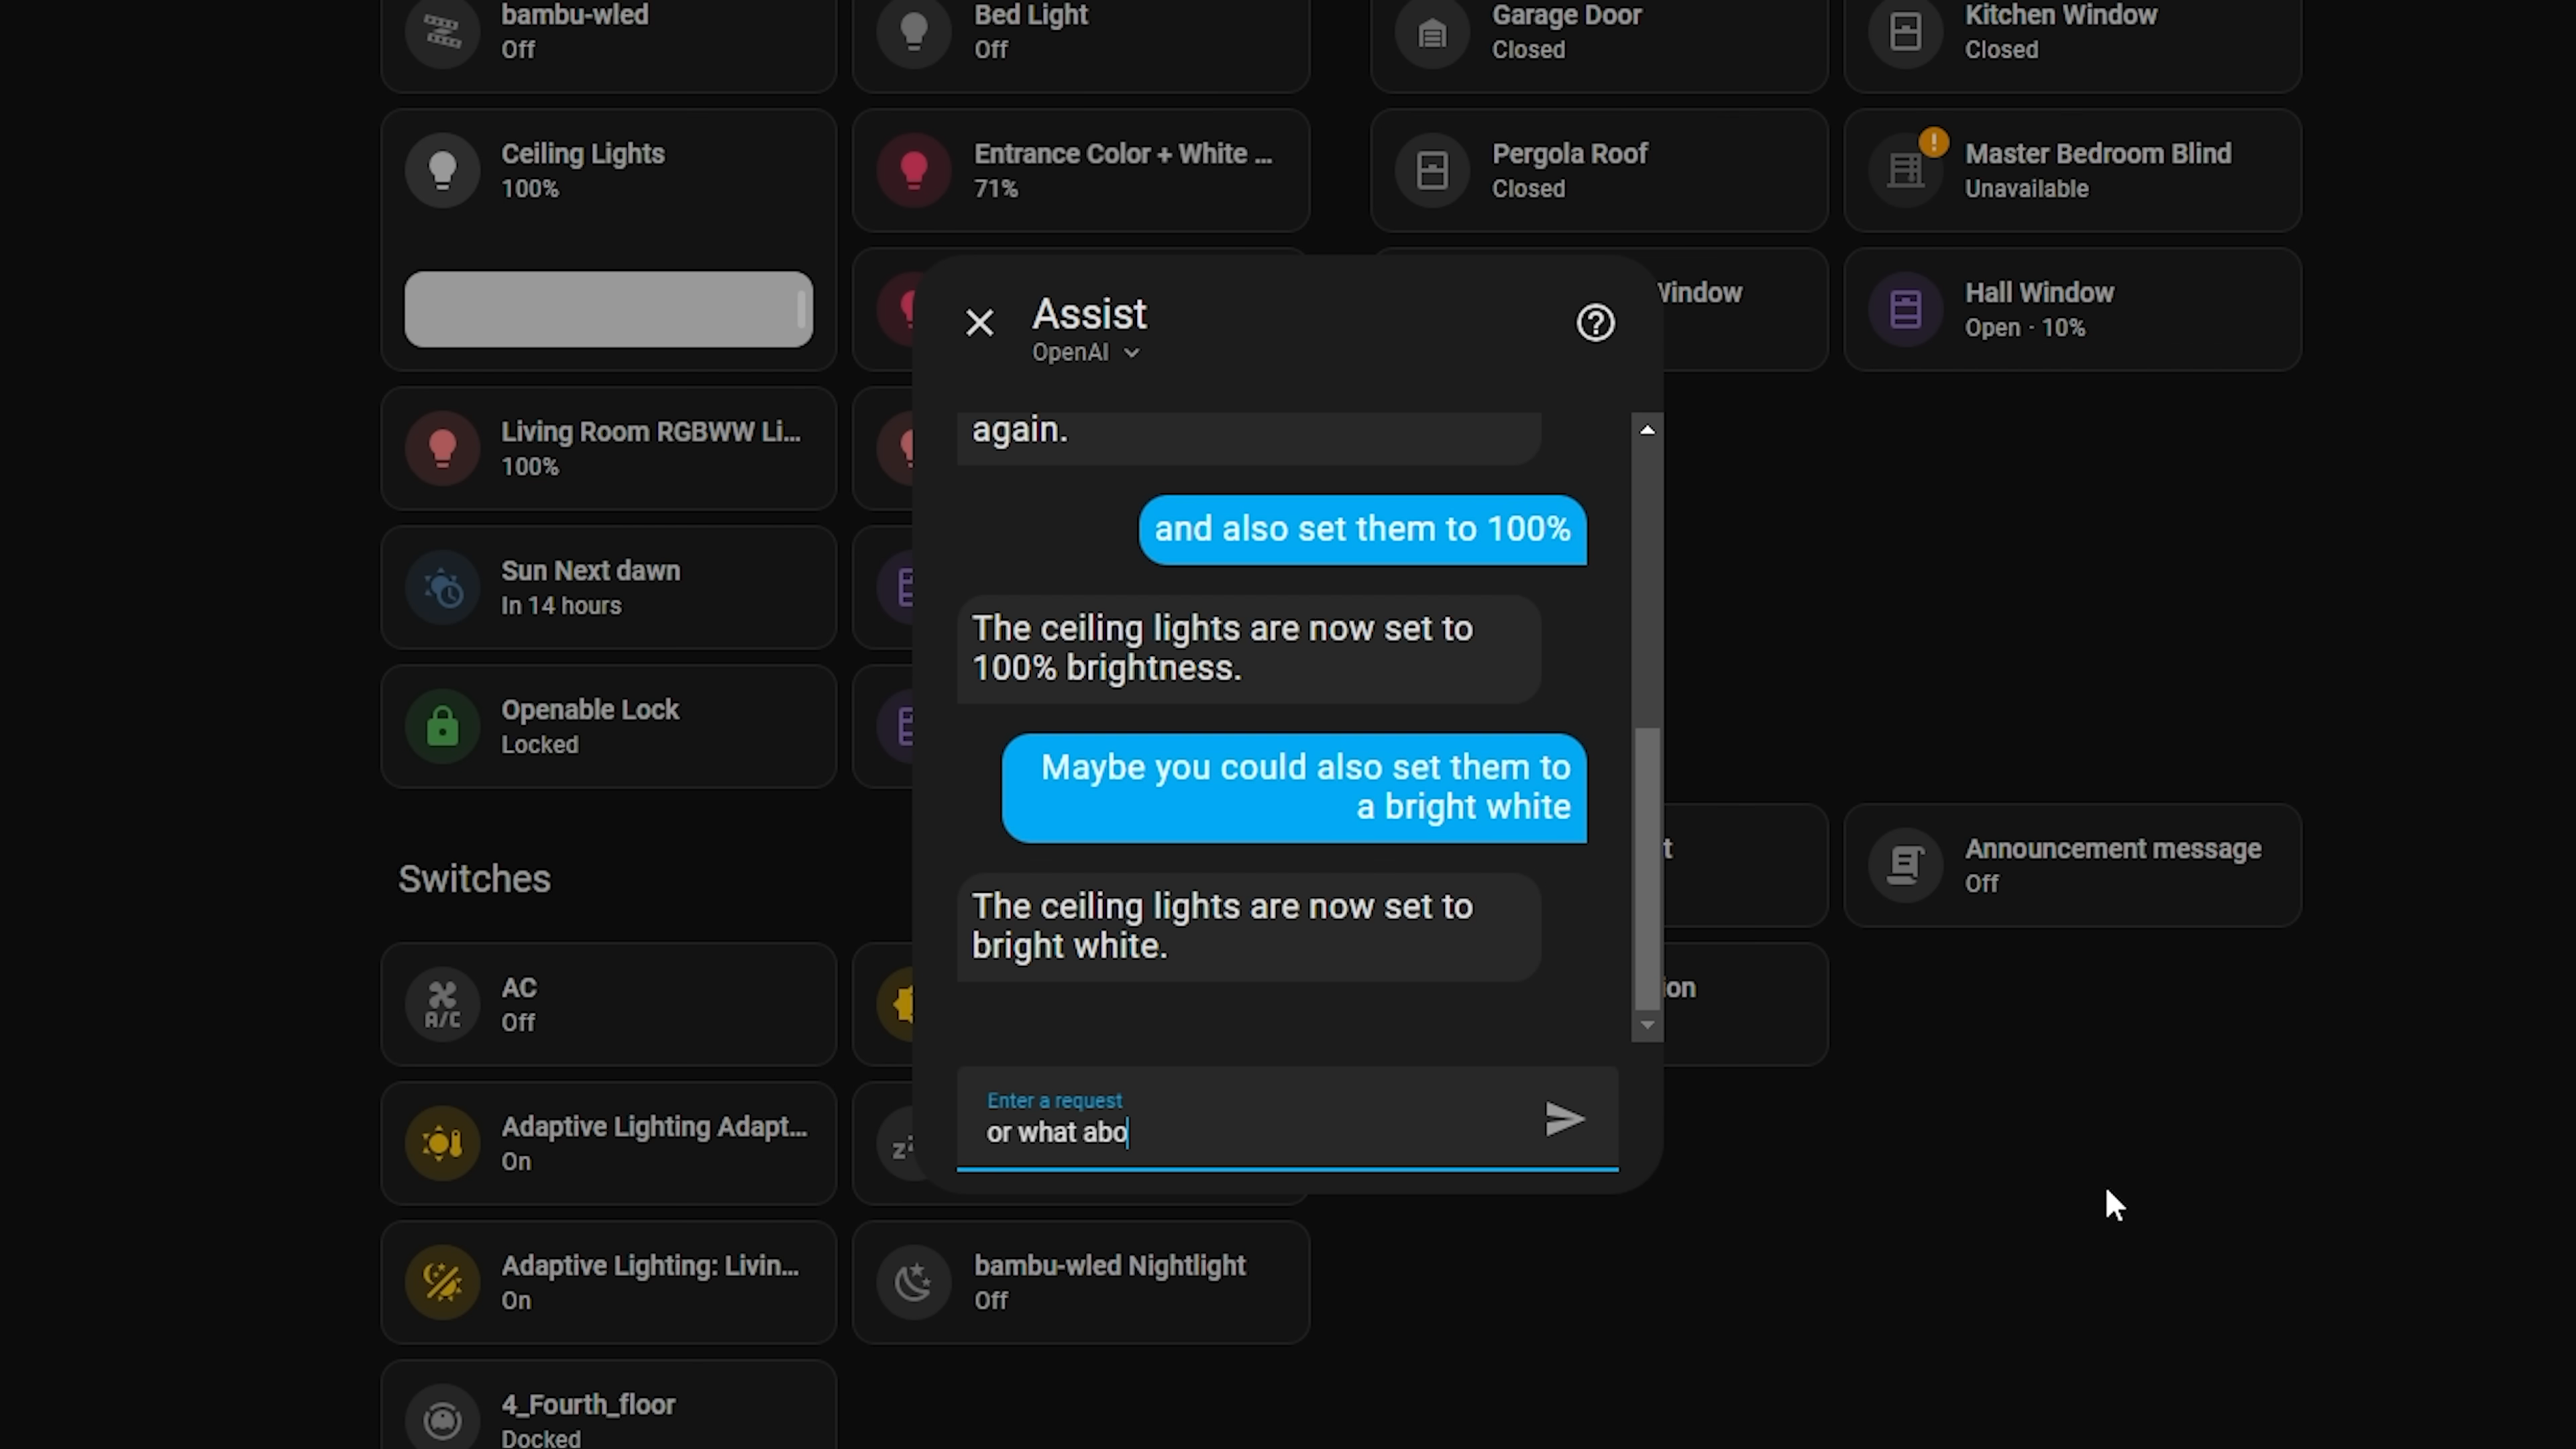 bambu-wled
Off
Bed Light
Off
Garage Door
Closed
Kitchen Window
Closed
Ceiling Lights
100%
Entrance Color + White ...
71%
Pergola Roof
Closed
Master Bedroom Blind
Unavailable
Window
Hall Window
Open · 10%
Living Room RGBWW Li...
100%
Sun Next dawn
In 14 hours
Openable Lock
Locked
Assist
OpenAI
again.
and also set them to 100%
The ceiling lights are now set to
100% brightness.
Maybe you could also set them to
a bright white
The ceiling lights are now set to
bright white.
Enter a request
or what abo
t
Announcement message
Off
ion
Switches
AC
A/C
Off
Adaptive Lighting Adapt...
On
Adaptive Lighting: Livin...
On
bambu-wled Nightlight
Off
4_Fourth_floor
Docked